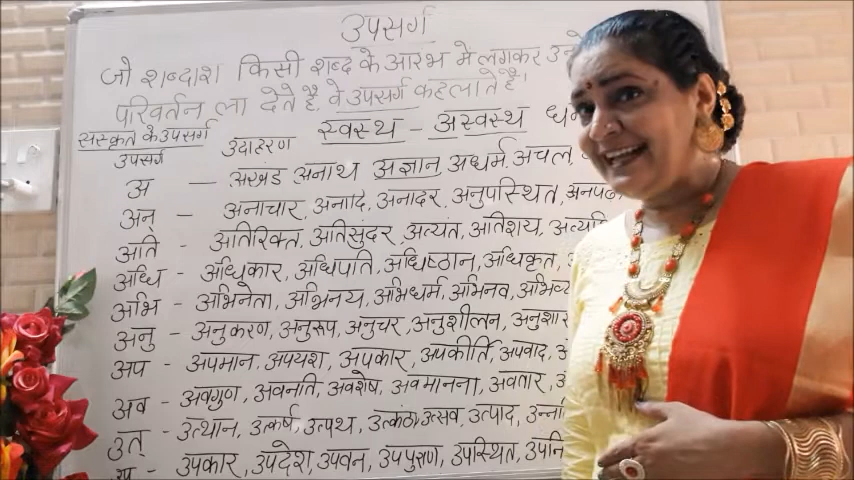 उपसर्ग
जो शब्दाश किसी शब्द के आरंभ मे लगकर
परिवर्तन ला देते है, वे उपसर्ग कहलाते है।
संस्कृत के उपसर्ग
उपसर्ग उदाहरण स्वस्थ - अस्वस्थ
अ — अखंड अनाथ अज्ञान अधर्म अचल
अन् - अनाचार, अनादि, अनादर, अनुपस्थित, अनपढ़
अति - अतिरिक्त, अतिसुंदर, अत्यंत, अतिशय,
अधि - अधिकार, अधिपति, अधिष्ठान, अधिकृत,
अभि - अभिनेता, अभिनय, अभिधर्म, अभिनव,
अनु - अनुकरण, अनुरूप, अनुचर, अनुशीलन,
अप - अपमान, अपयश, अपकार, अपकीर्ति, अपवाद,
अव - अवगुण, अवनति, अवशेष, अवमानना, अवतार,
उत् - उत्थान, उत्कर्ष, उत्पथ, उत्कंठा, उत्सव, उत्पाद,
उप - उपकार, उपदेश, उपवन, उपपुराण, उपस्थित,